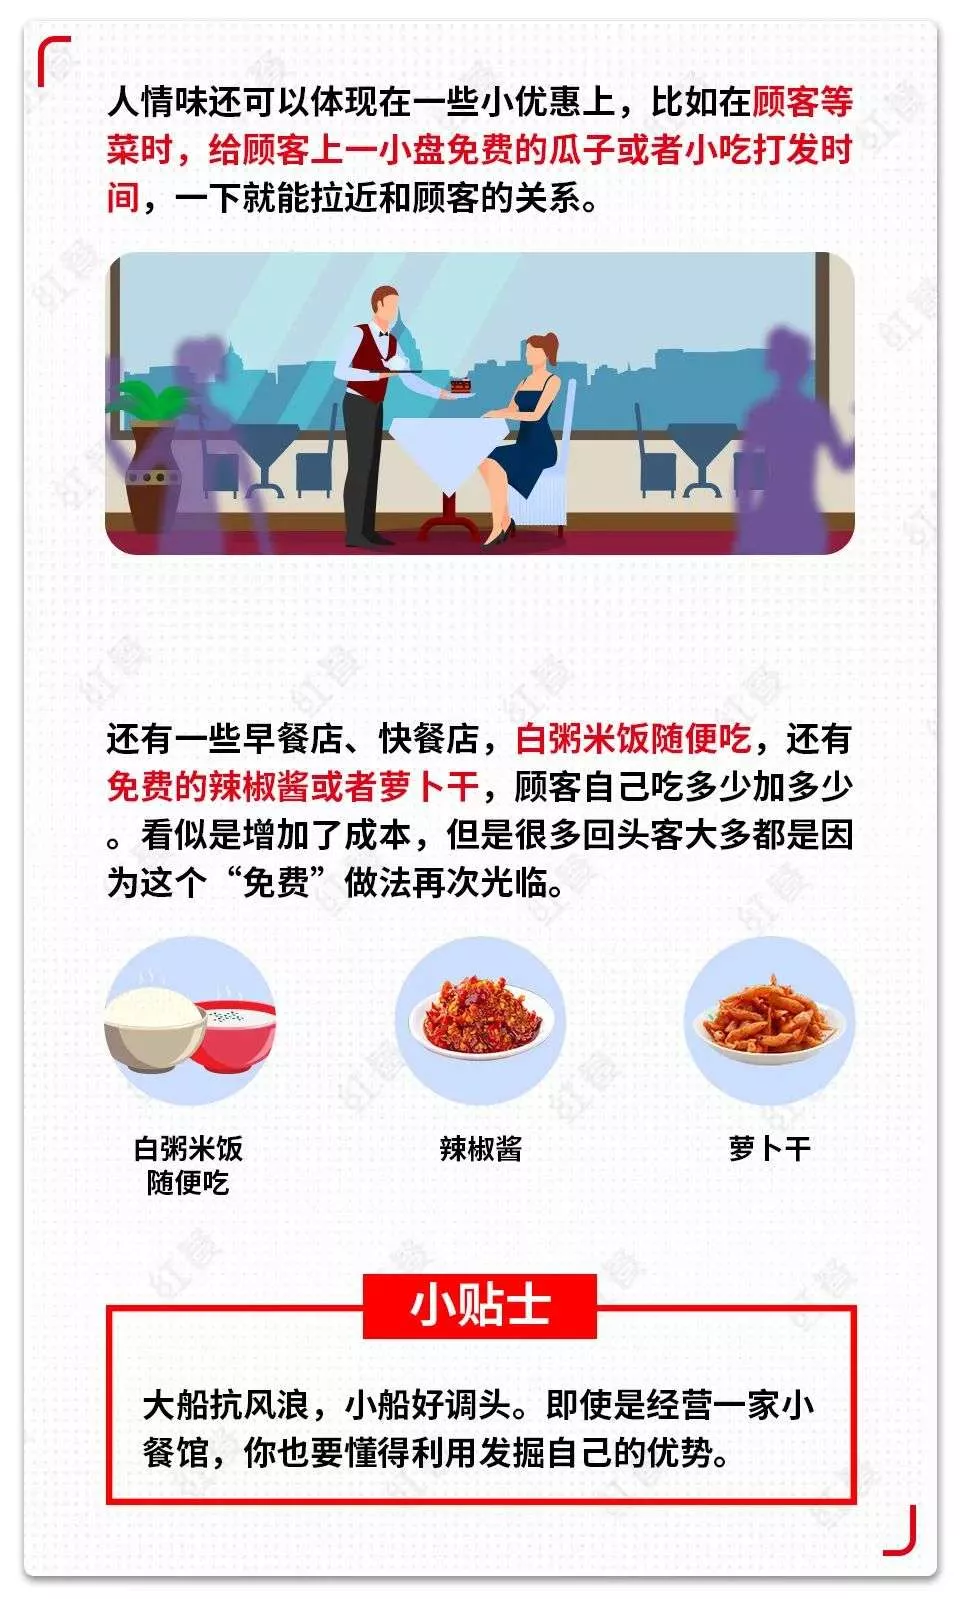 人情味还可以体现在一些小优惠上，比如在顾客等
菜时，给顾客上一小盘免费的瓜子或者小吃打发时
间，一下就能拉近和顾客的关系。
还有一些早餐店、快餐店，白粥米饭随便吃，还有
免费的辣椒酱或者萝卜干，顾客自己吃多少加多少
。看似是增加了成本，但是很多回头客大多都是因
为这个“免费”做法再次光临。
白粥米饭
随便吃
辣椒酱
萝卜干
小贴士
大船抗风浪，小船好调头。即使是经营一家小
餐馆，你也要懂得利用发掘自己的优势。
红餐